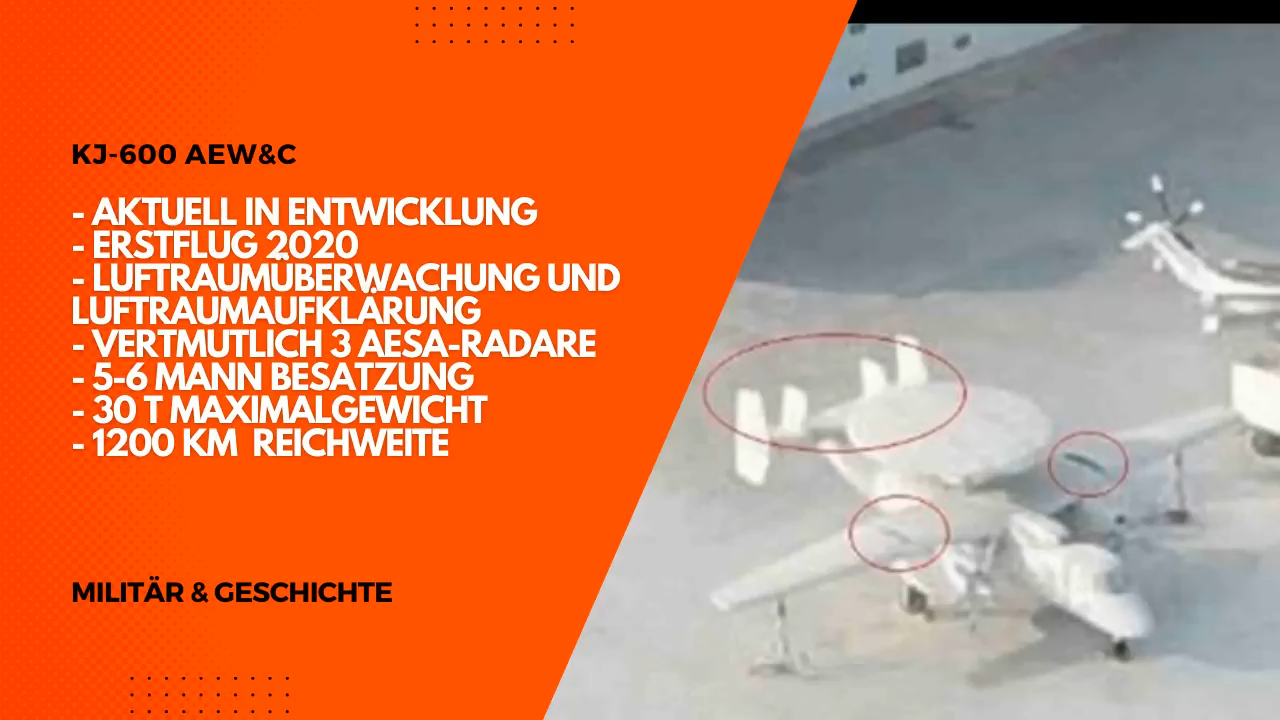 KJ-600 AEW&C
- AKTUELL IN ENTWICKLUNG
- ERSTFLUG 2020
- LUFTRAUMÜBERWACHUNG UND
LUFTRAUMAUFKLÄRUNG
- VERTMUTLICH 3 AESA-RADARE
- 5-6 MANN BESATZUNG
- 30 T MAXIMALGEWICHT
- 1200 KM  REICHWEITE
MILITÄR & GESCHICHTE